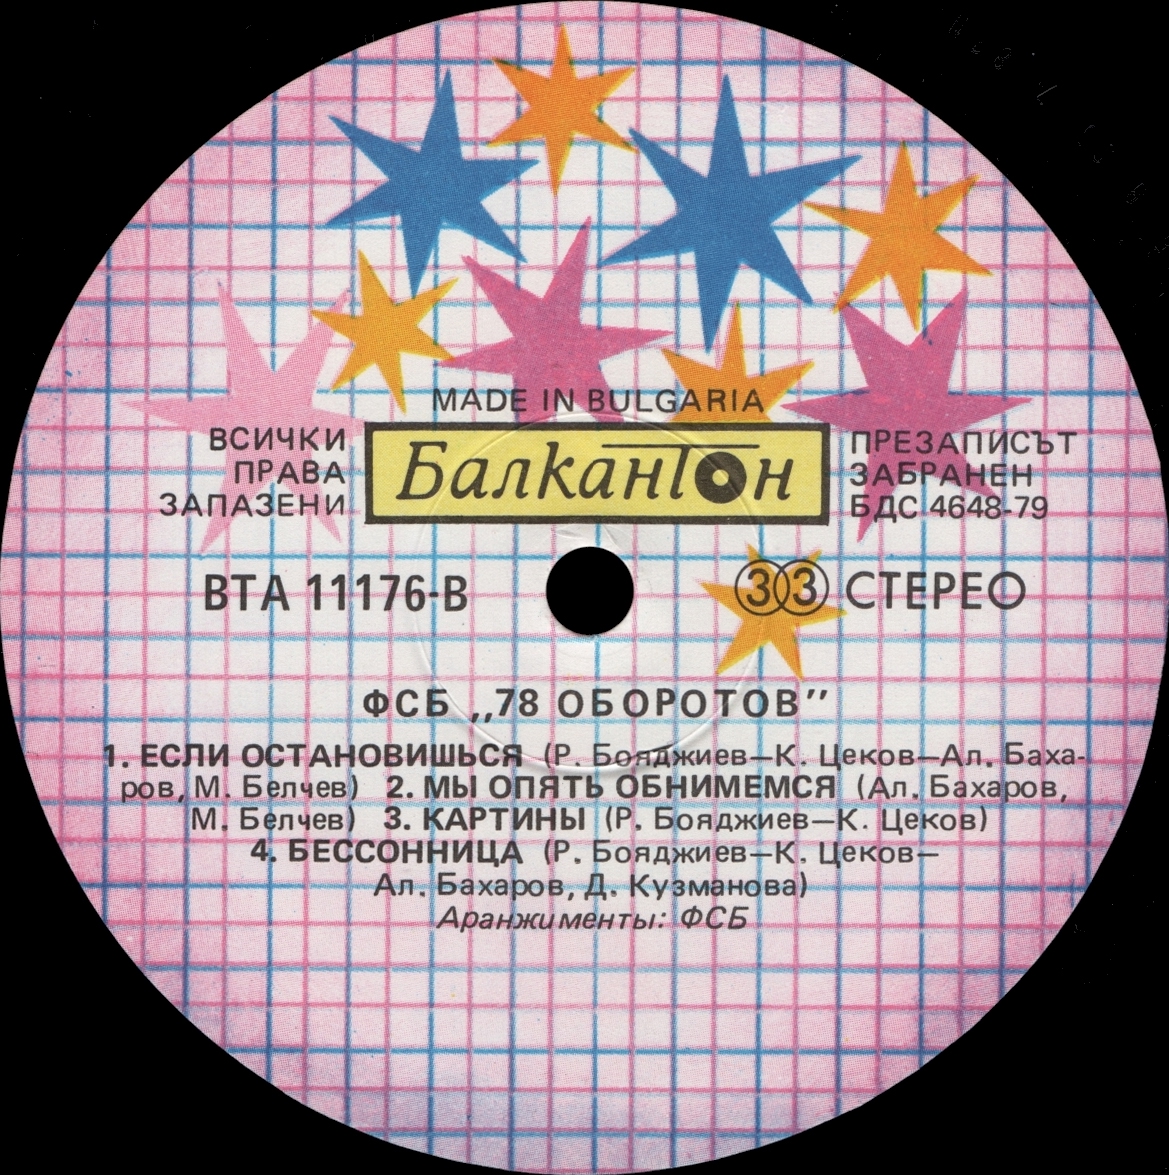 MADE IN BULGARIA
ВСИЧКИ
ПРАВА
ЗАПАЗЕНИ
Балкантон
ПРЕЗАПИСЪТ
ЗАБРАНЕН
БДС 4648-79
ВТА 11176-В
33 СТЕРЕО
ФСБ „78 ОБОРОТОВ”
1. ЕСЛИ ОСТАНОВИШЬСЯ (Р. Бояджиев—К. Цеков—Ал. Баха-
ров, М. Белчев) 2. МЫ ОПЯТЬ ОБНИМЕМСЯ (Ал. Бахаров,
М. Белчев) 3. КАРТИНЫ (Р. Бояджиев—К. Цеков)
4. БЕССОННИЦА (Р. Бояджиев—К. Цеков—
Ал. Бахаров, Д. Кузманова)
Аранжименты: ФСБ